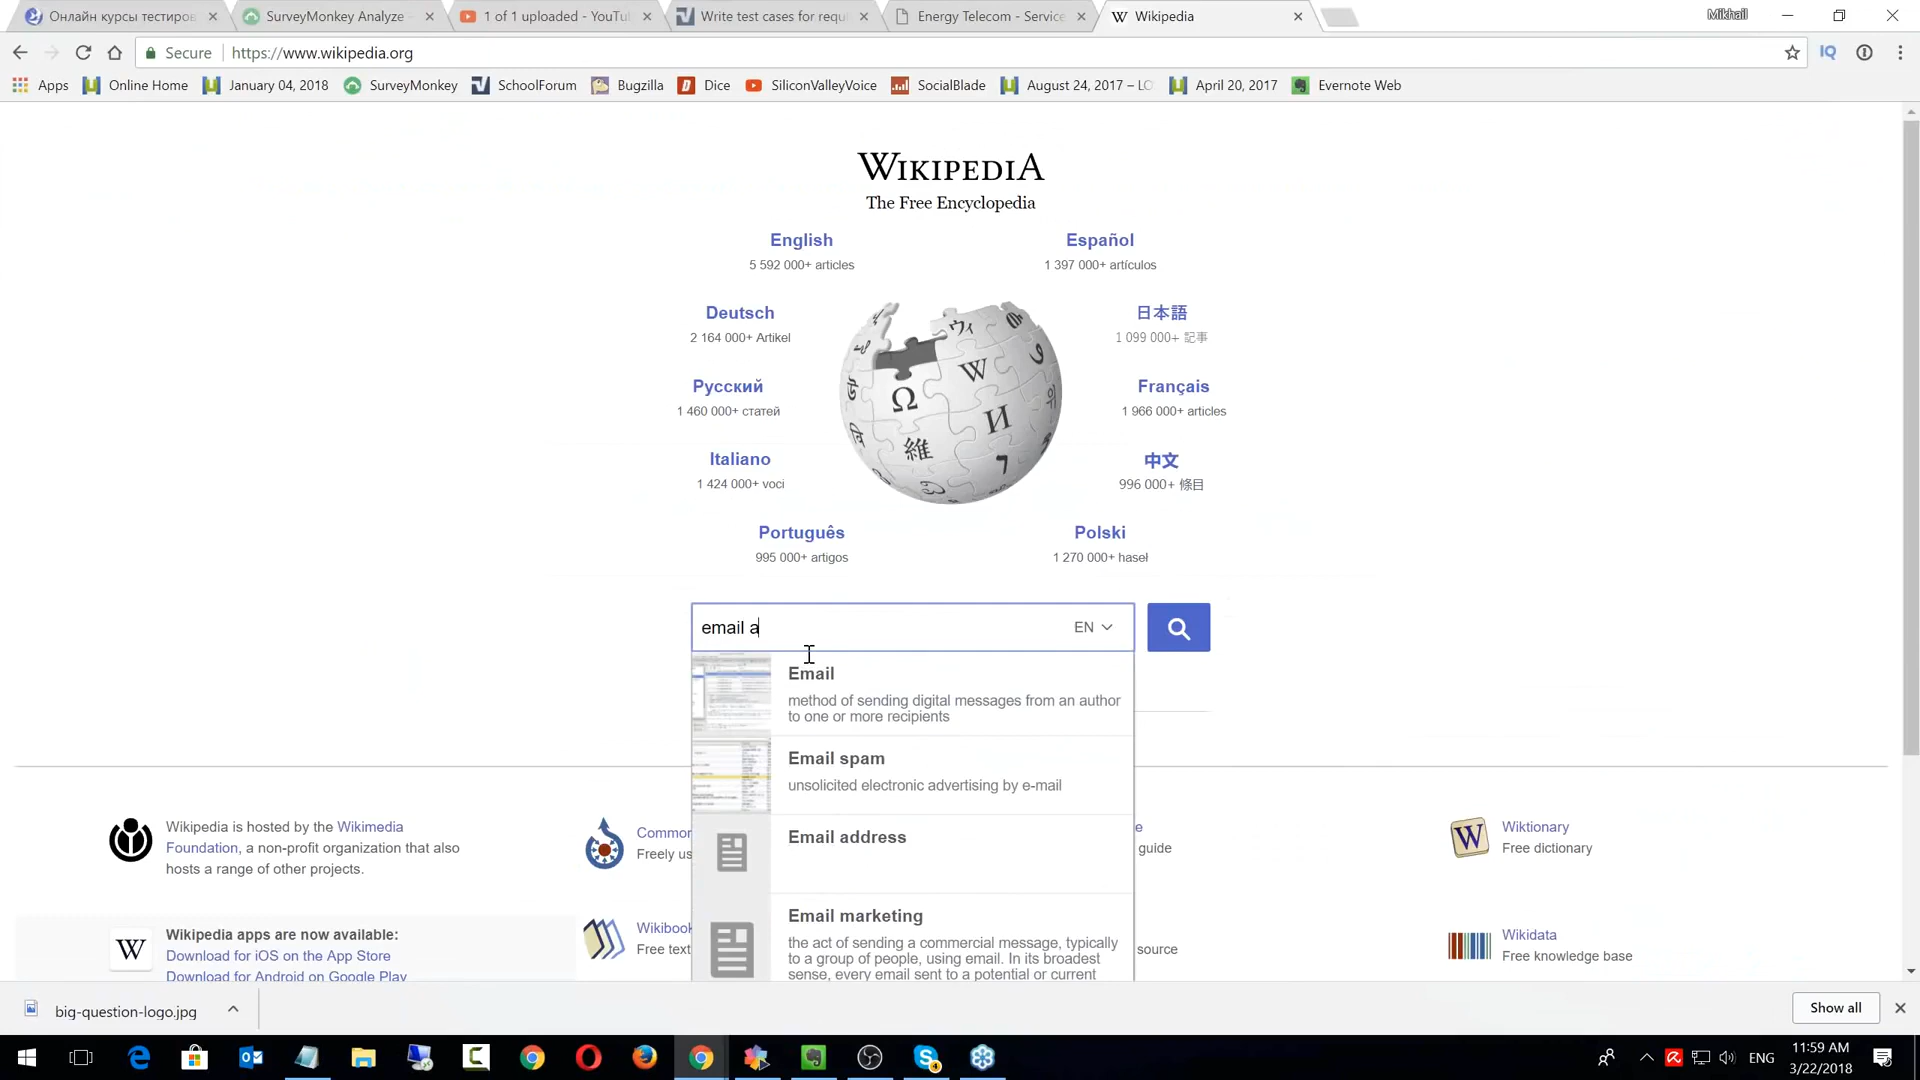 Онлайн курсы тестиров
SurveyMonkey Analyze -
1 of 1 uploaded - YouTu
Write test cases for requ
Energy Telecom - Service
Wikipedia
Mikhail
Secure
https://www.wikipedia.org
Apps
Online Home
January 04, 2018
SurveyMonkey
SchoolForum
Bugzilla
Dice
SiliconValleyVoice
SocialBlade
August 24, 2017 – LO
April 20, 2017
Evernote Web
WIKIPEDIA
The Free Encyclopedia
English
5 592 000+ articles
Español
1 397 000+ artículos
Deutsch
2 164 000+ Artikel
日本語
1 099 000+ 記事
Русский
1 460 000+ статей
Français
1 966 000+ articles
Italiano
1 424 000+ voci
中文
996 000+ 條目
Português
995 000+ artigos
Polski
1 270 000+ haseł
email a
EN
Email
method of sending digital messages from an author
to one or more recipients
Email spam
unsolicited electronic advertising by e-mail
Email address
Email marketing
the act of sending a commercial message, typically
to a group of people, using email. In its broadest
sense, every email sent to a potential or current
Wikipedia is hosted by the Wikimedia
Foundation, a non-profit organization that also
hosts a range of other projects.
Commor
Freely us
e
guide
Wiktionary
Free dictionary
Wikipedia apps are now available:
Download for iOS on the App Store
Download for Android on Google Play
Wikibook
Free text
source
Wikidata
Free knowledge base
big-question-logo.jpg
Show all
ENG
11:59 AM
3/22/2018